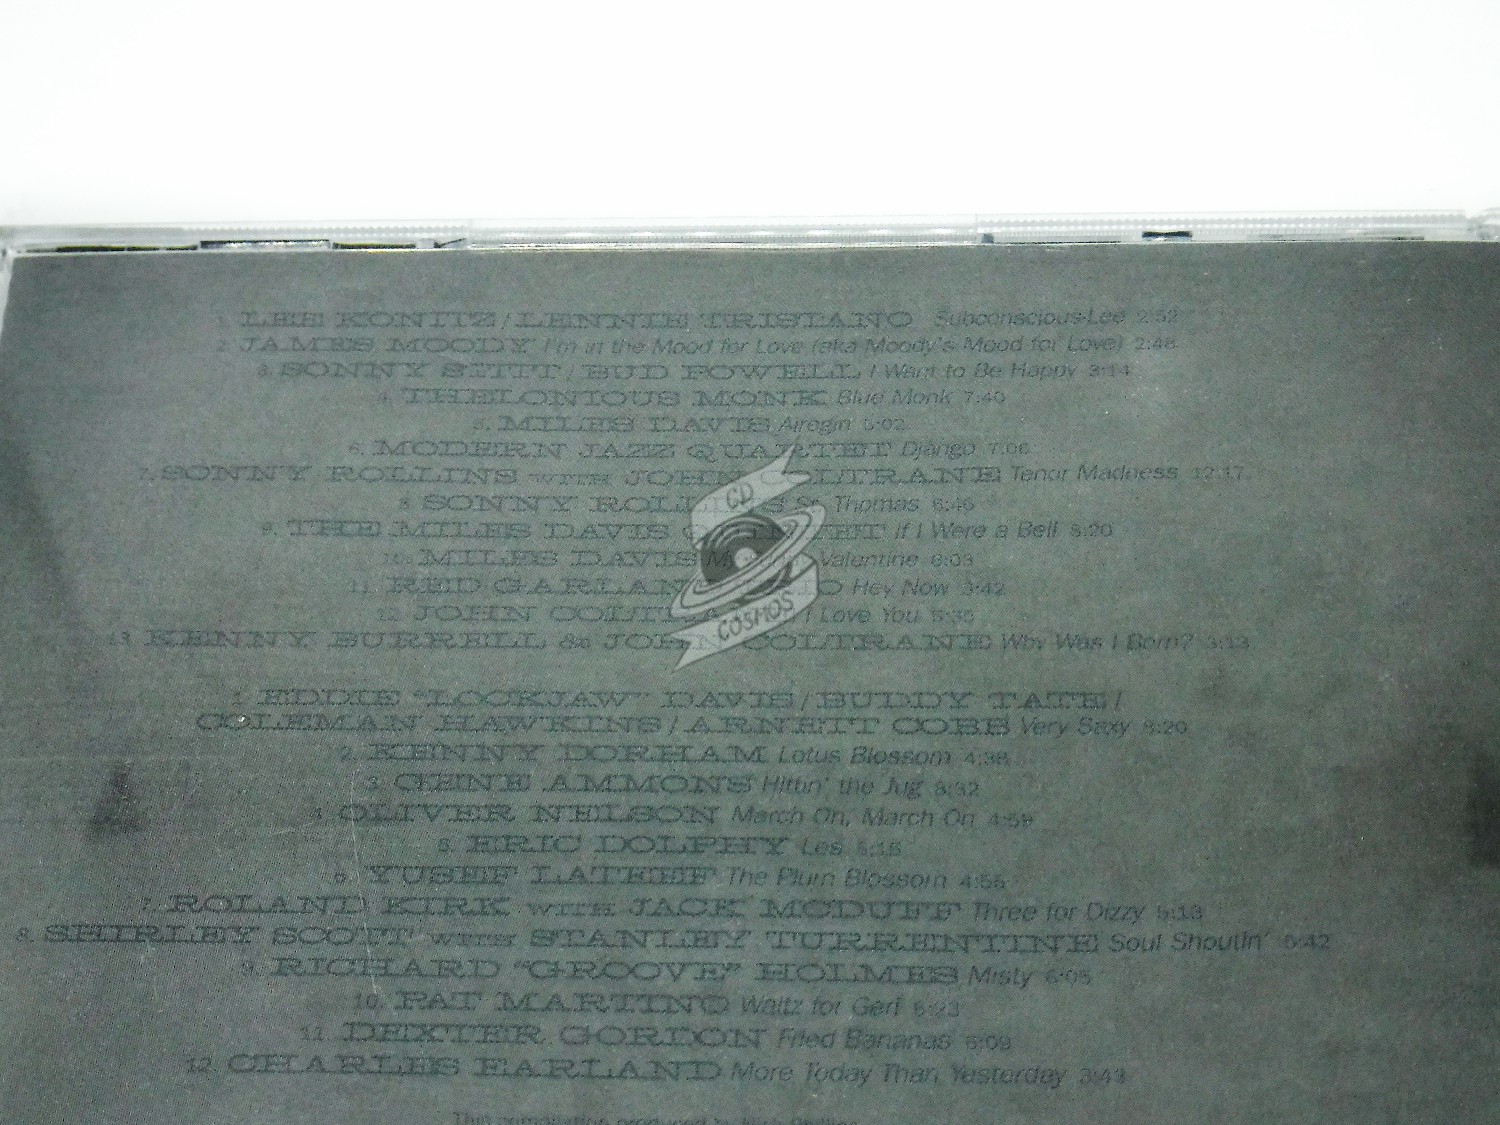 1. LEE KONITZ / LENNIE TRISTANO Subconscious-Lee 2:52
2. JAMES MOODY I'm in the Mood for Love (aka Moody's Mood for Love) 2:48
3. SONNY STITT / BUD POWELL I Want to Be Happy 3:14
4. THELONIOUS MONK Blue Monk 7:40
5. MILES DAVIS Airegin 5:02
6. MODERN JAZZ QUARTET Django 7:06
7. SONNY ROLLINS WITH JOHN COLTRANE Tenor Madness 12:17
8. SONNY ROLLINS St. Thomas 6:46
9. THE MILES DAVIS QUINTET If I Were a Bell 8:20
10. MILES DAVIS Valentine 6:03
11. RED GARLAND TRIO Hey Now 3:42
12. JOHN COLTRANE I Love You 5:35
13. KENNY BURRELL & JOHN COLTRANE Why Was I Born? 3:13
1. EDDIE "LOCKJAW" DAVIS / BUDDY TATE /
COLEMAN HAWKINS / ARNETT COBB Very Saxy 8:20
2. KENNY DORHAM Lotus Blossom 4:38
3. GENE AMMONS Hittin' the Jug 8:32
4. OLIVER NELSON March On, March On 4:59
5. ERIC DOLPHY Les 5:15
6. YUSEF LATEEF The Plum Blossom 4:55
7. ROLAND KIRK WITH JACK MCDUFF Three for Dizzy 5:13
8. SHIRLEY SCOTT WITH STANLEY TURRENTINE Soul Shoutin' 5:42
9. RICHARD "GROOVE" HOLMES Misty 6:05
10. PAT MARTINO Waltz for Geri 6:23
11. DEXTER GORDON Fried Bananas 6:09
12. CHARLES EARLAND More Today Than Yesterday 3:43
This compilation produced by
CD
COSMOS